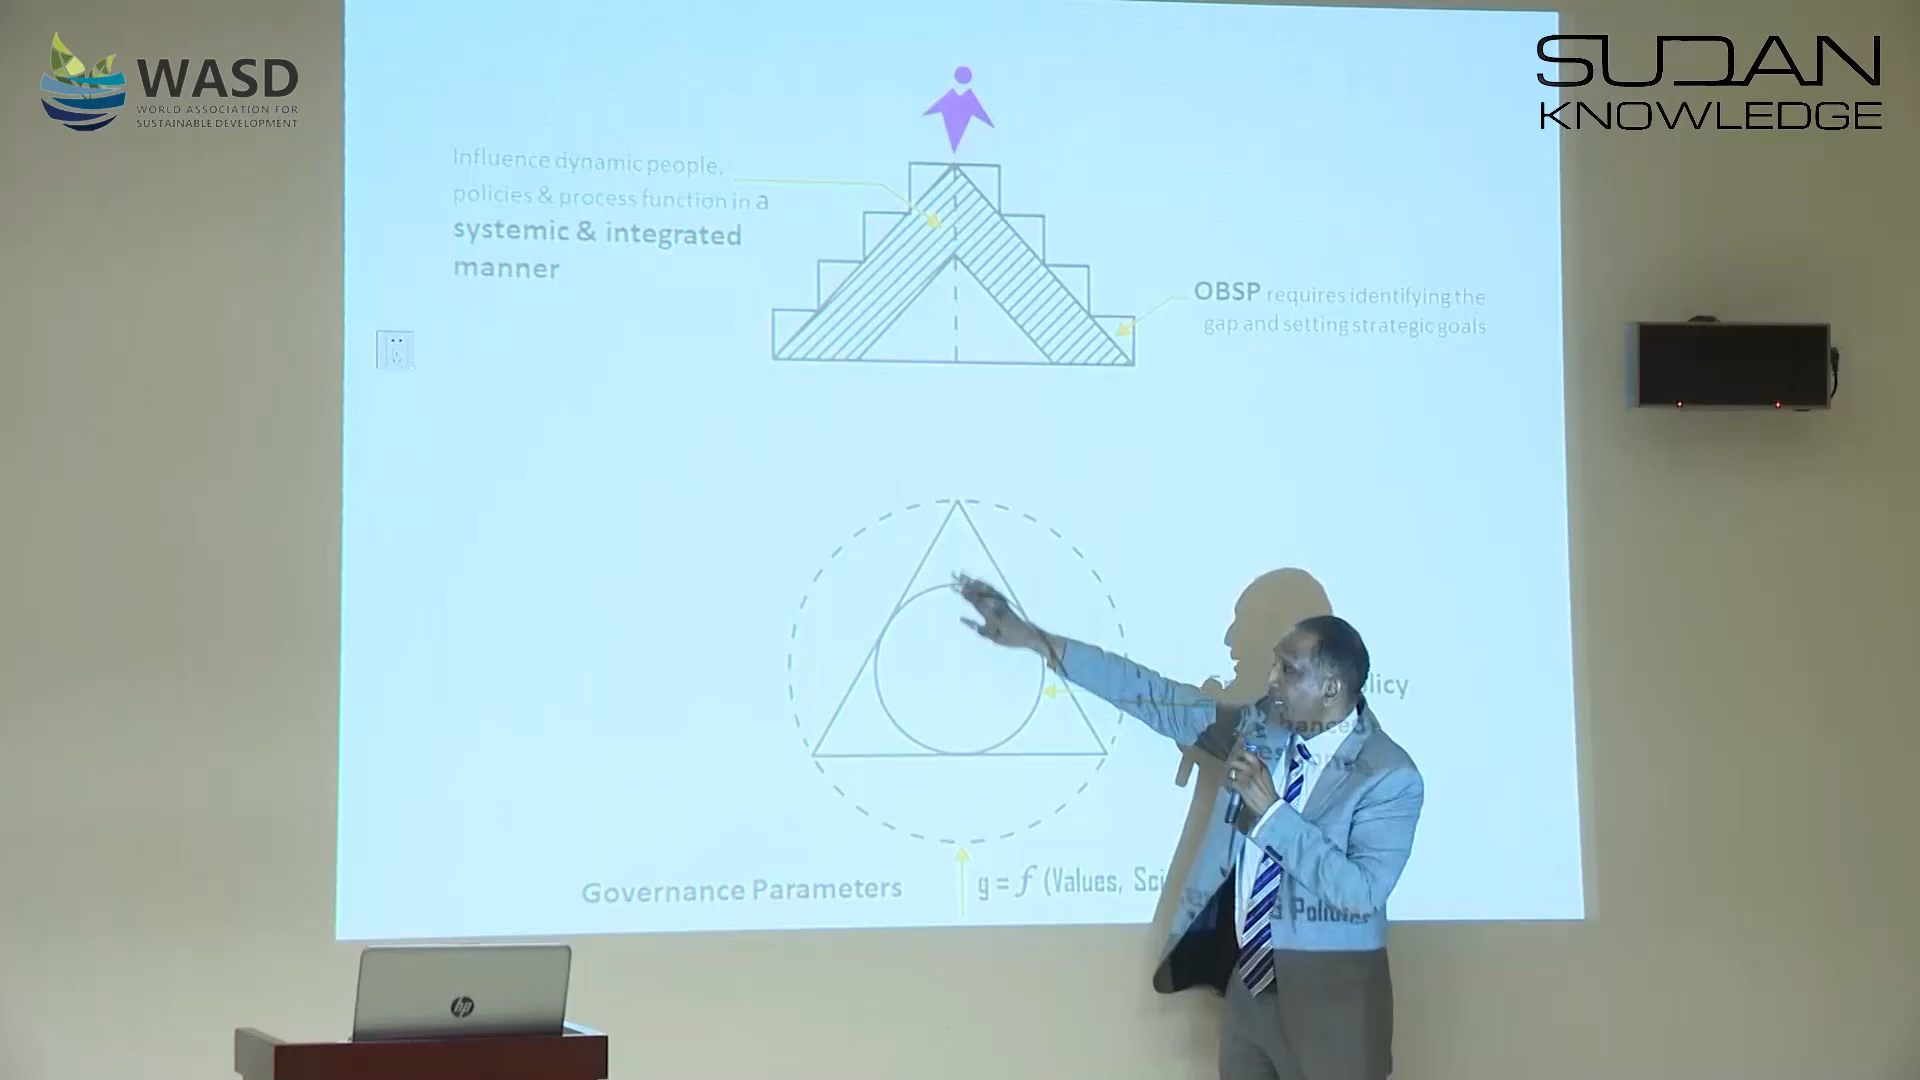 WASD
WORLD ASSOCIATION FOR
SUSTAINABLE DEVELOPMENT
SUDAN
KNOWLEDGE
Influence dynamic people,
policies & process function in a
systemic & integrated
manner
OBSP requires identifying the
gap and setting strategic goals
Governance Parameters
g = f (Values,
hp